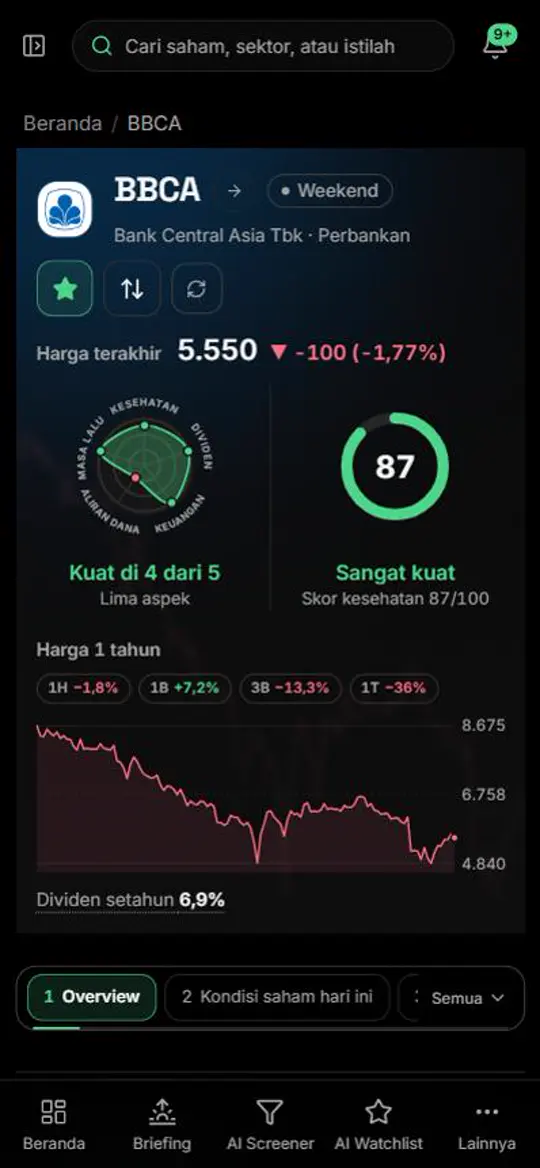 Cari saham, sektor, atau istilah
9+
Beranda / BBCA
BBCA → • Weekend
Bank Central Asia Tbk · Perbankan
Harga terakhir 5.550 ▼ -100 (-1,77%)
KESEHATAN
DIVIDEN
KEUANGAN
ALIRAN DANA
MASA LALU
87
Kuat di 4 dari 5
Lima aspek
Sangat kuat
Skor kesehatan 87/100
Harga 1 tahun
1H −1,8% 1B +7,2% 3B −13,3% 1T −36%
8.675
6.758
4.840
Dividen setahun 6,9%
1 Overview 2 Kondisi saham hari ini Semua
Beranda Briefing AI Screener AI Watchlist Lainnya